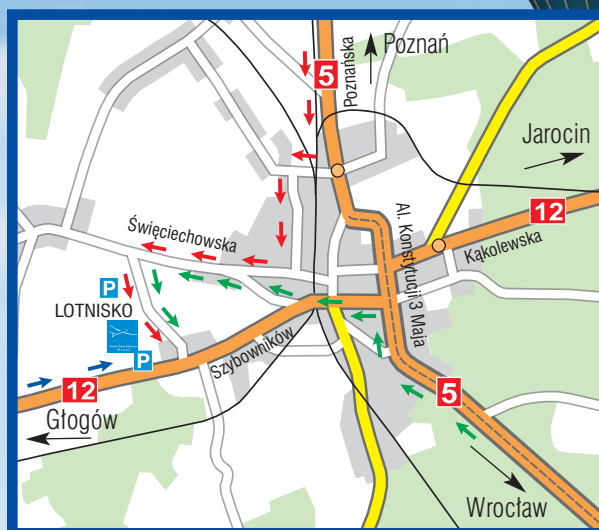 Poznań
5
Poznańska
Jarocin
12
Kąkolewska
Al. Konstytucji 3 Maja
Święciechowska
P
LOTNISKO
P
Szybowników
12
Głogów
5
Wrocław